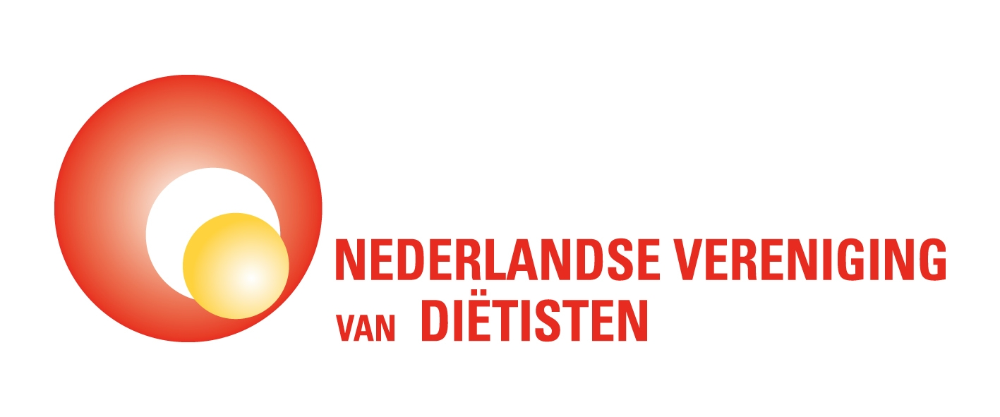 NEDERLANDSE VERENIGING
VAN DIËTISTEN